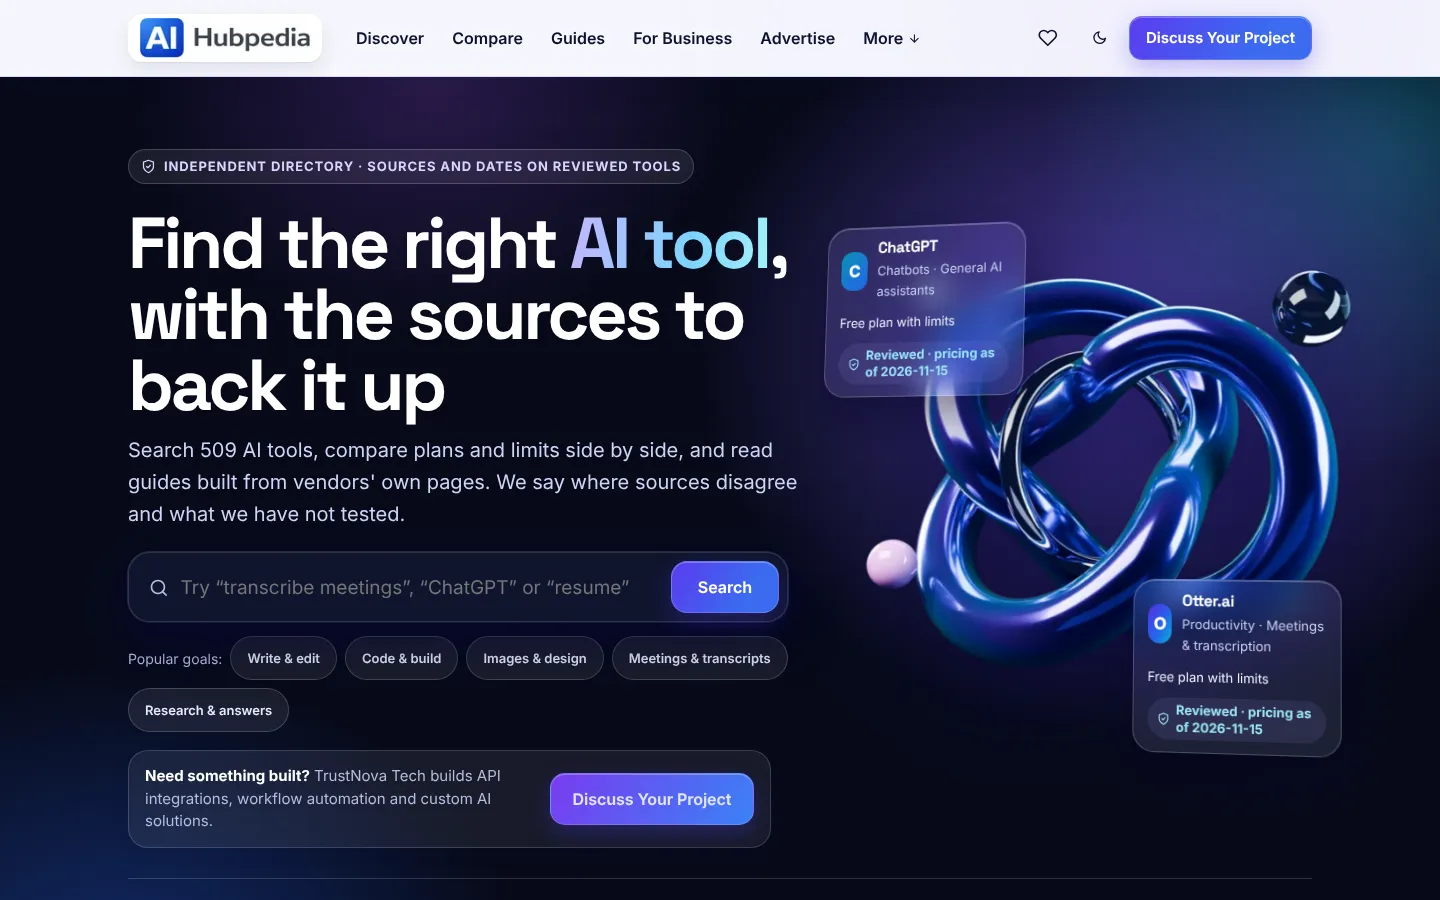 AI Hubpedia
Discover
Compare
Guides
For Business
Advertise
More
Discuss Your Project
INDEPENDENT DIRECTORY · SOURCES AND DATES ON REVIEWED TOOLS
Find the right AI tool,
with the sources to
back it up
Search 509 AI tools, compare plans and limits side by side, and read
guides built from vendors' own pages. We say where sources disagree
and what we have not tested.
Try “transcribe meetings”, “ChatGPT” or “resume”
Search
Popular goals:
Write & edit
Code & build
Images & design
Meetings & transcripts
Research & answers
Need something built? TrustNova Tech builds API
integrations, workflow automation and custom AI
solutions.
Discuss Your Project
C
ChatGPT
Chatbots · General AI
assistants
Free plan with limits
Reviewed · pricing as
of 2026-11-15
O
Otter.ai
Productivity · Meetings
& transcription
Free plan with limits
Reviewed · pricing as
of 2026-11-15